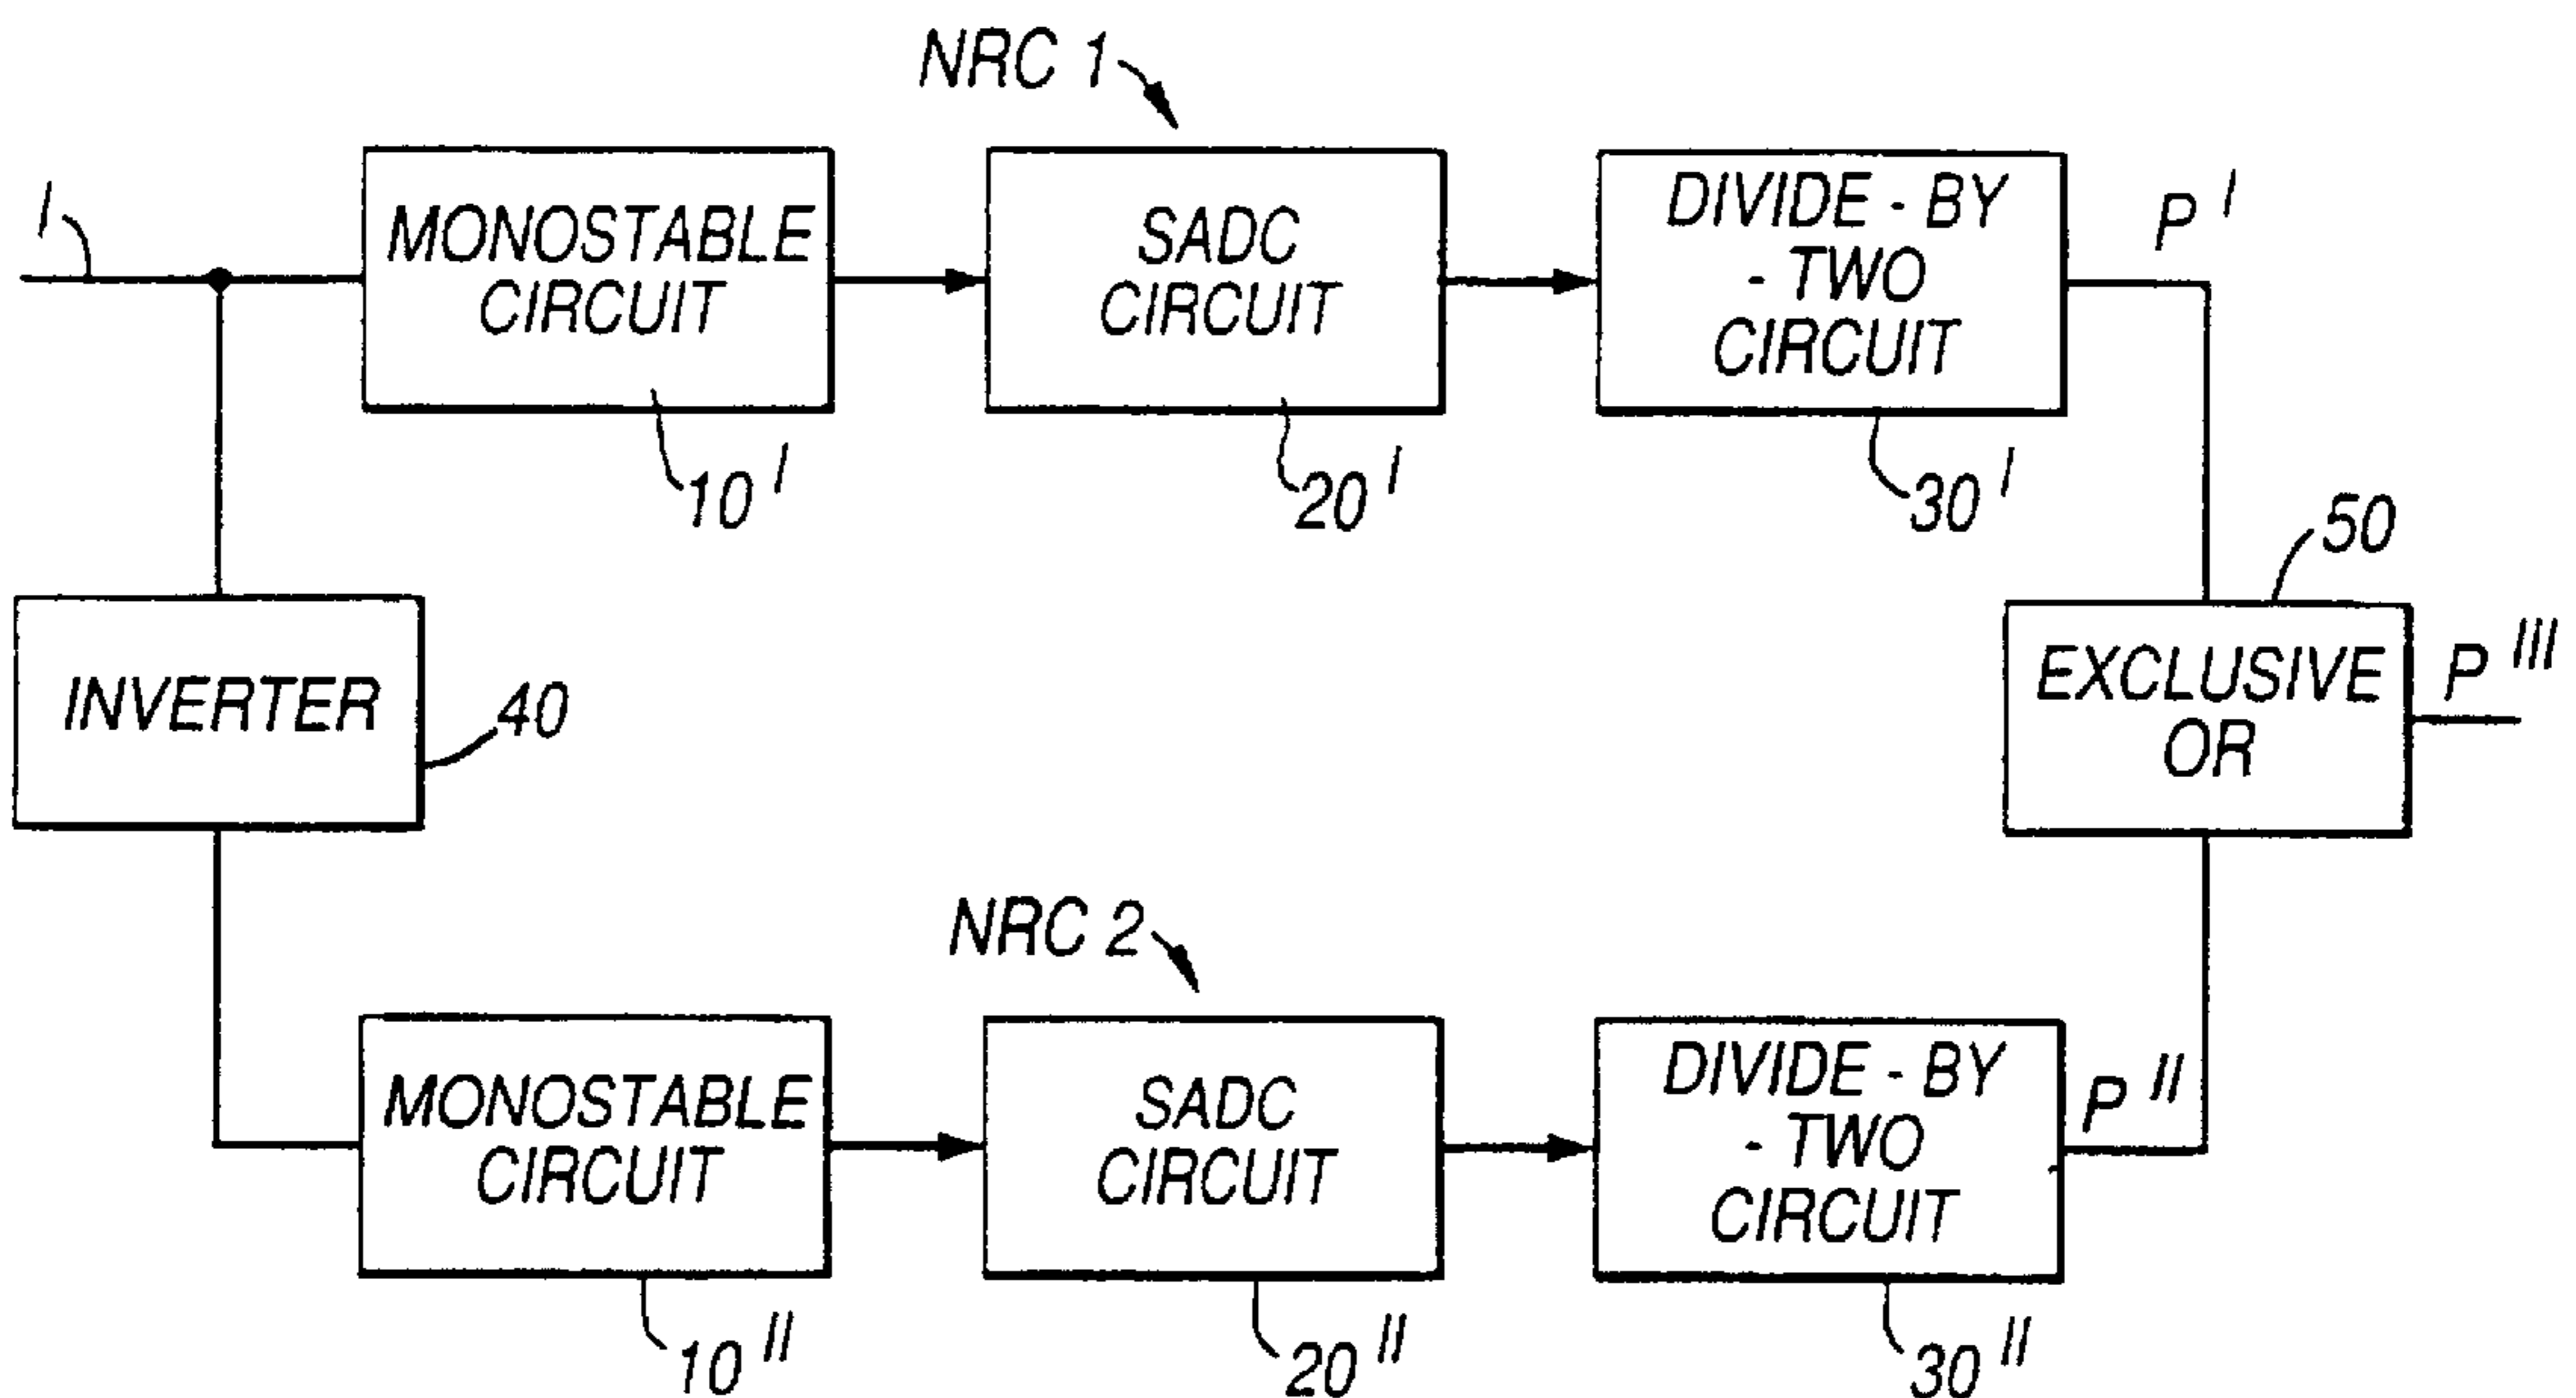 NRC 1
I
MONOSTABLE
CIRCUIT
SADC
CIRCUIT
DIVIDE - BY
- TWO
CIRCUIT
P I
10 I
20 I
30 I
50
INVERTER
40
EXCLUSIVE
OR
P III
NRC 2
MONOSTABLE
CIRCUIT
SADC
CIRCUIT
DIVIDE - BY
- TWO
CIRCUIT
P II
10 II
20 II
30 II